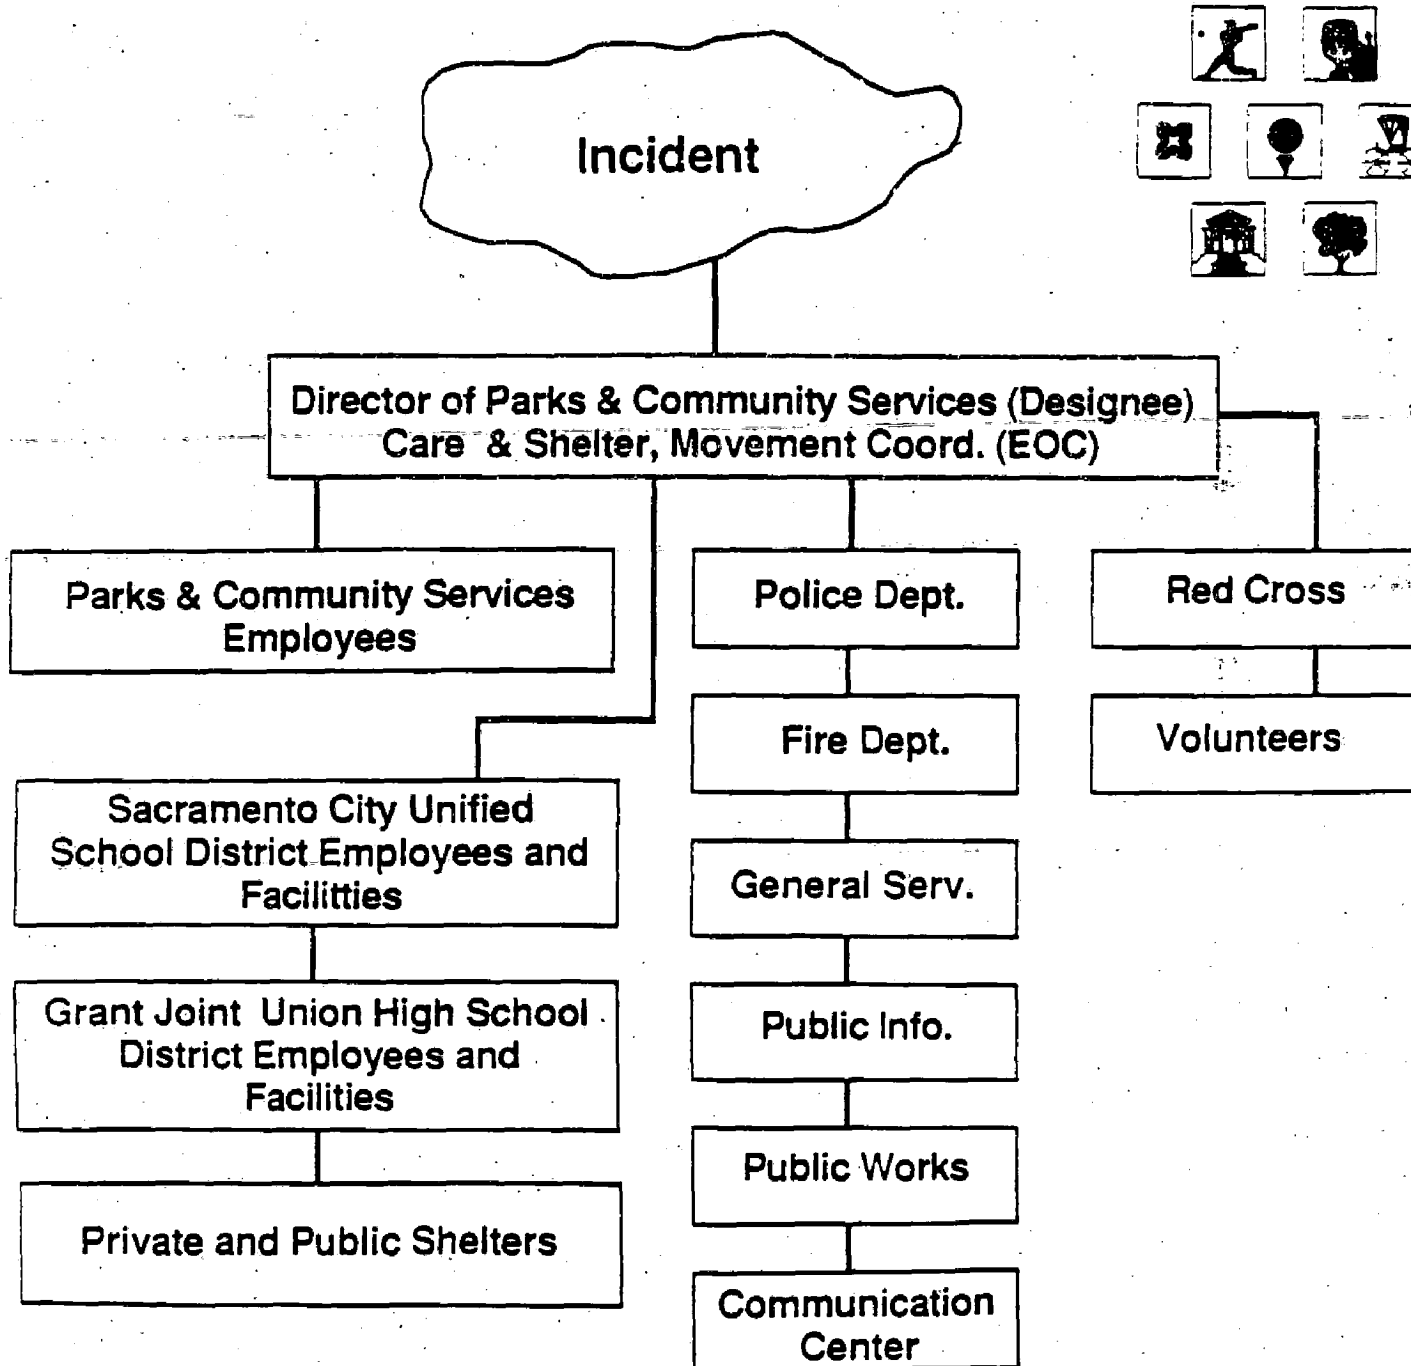 Incident
Director of Parks & Community Services (Designee)
Care & Shelter, Movement Coord. (EOC)
Parks & Community Services
Employees
Sacramento City Unified
School District Employees and
Facilitties
Grant Joint Union High School
District Employees and
Facilities
Private and Public Shelters
Police Dept.
Fire Dept.
General Serv.
Public Info.
Public Works
Communication
Center
Red Cross
Volunteers